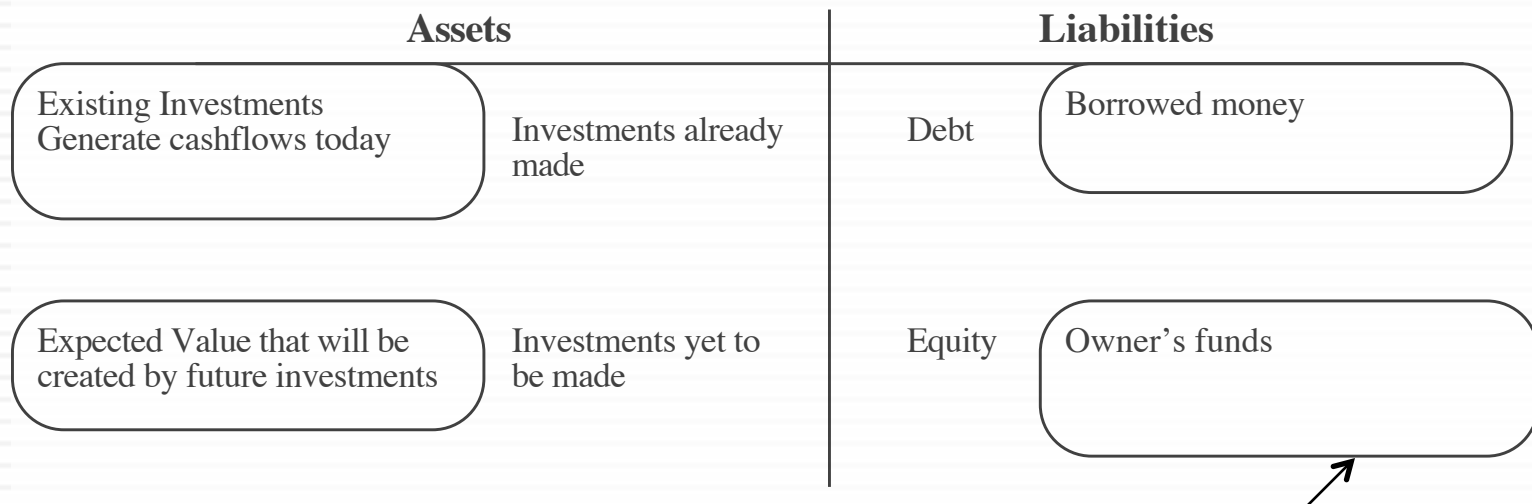 Assets
Liabilities
Existing Investments
Generate cashflows today
Investments already
made
Debt
Borrowed money
Expected Value that will be
created by future investments
Investments yet to
be made
Equity
Owner’s funds